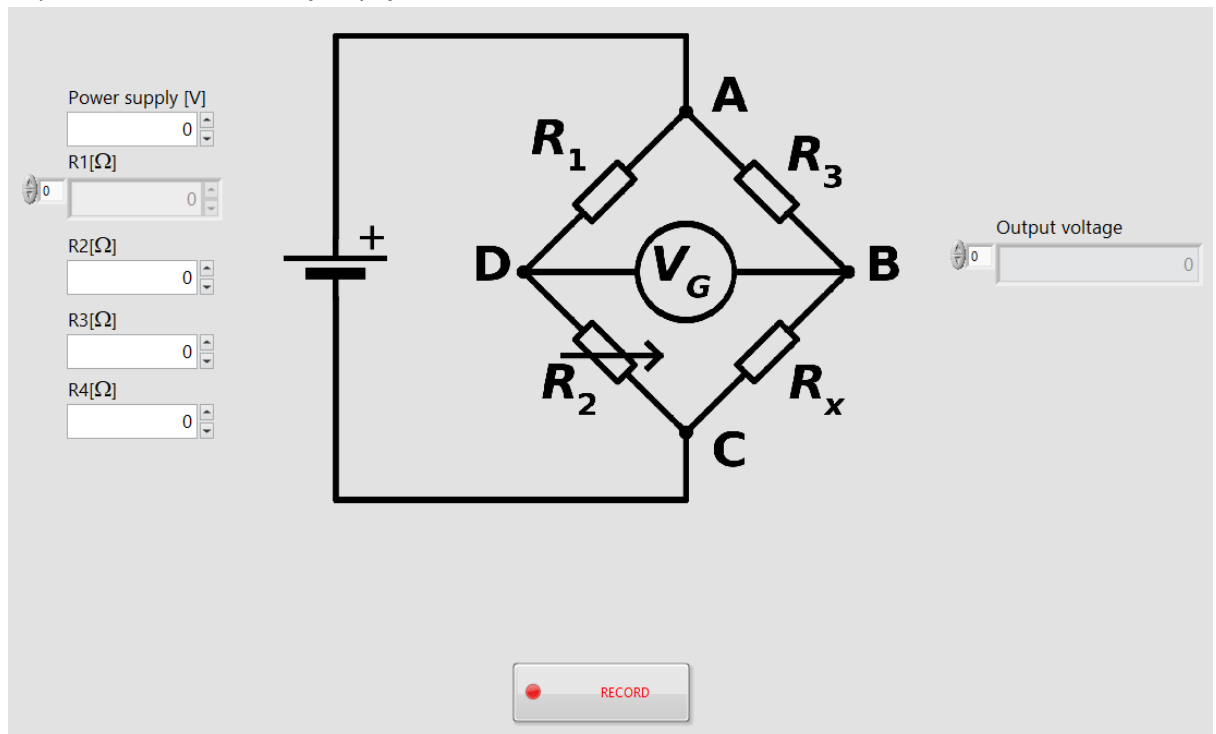 Power supply [V]
0
R1[Ω]
0
0
R2[Ω]
0
R3[Ω]
0
R4[Ω]
0
+
A
R1
R3
D
VG
B
R2
Rx
C
Output voltage
0
0
RECORD